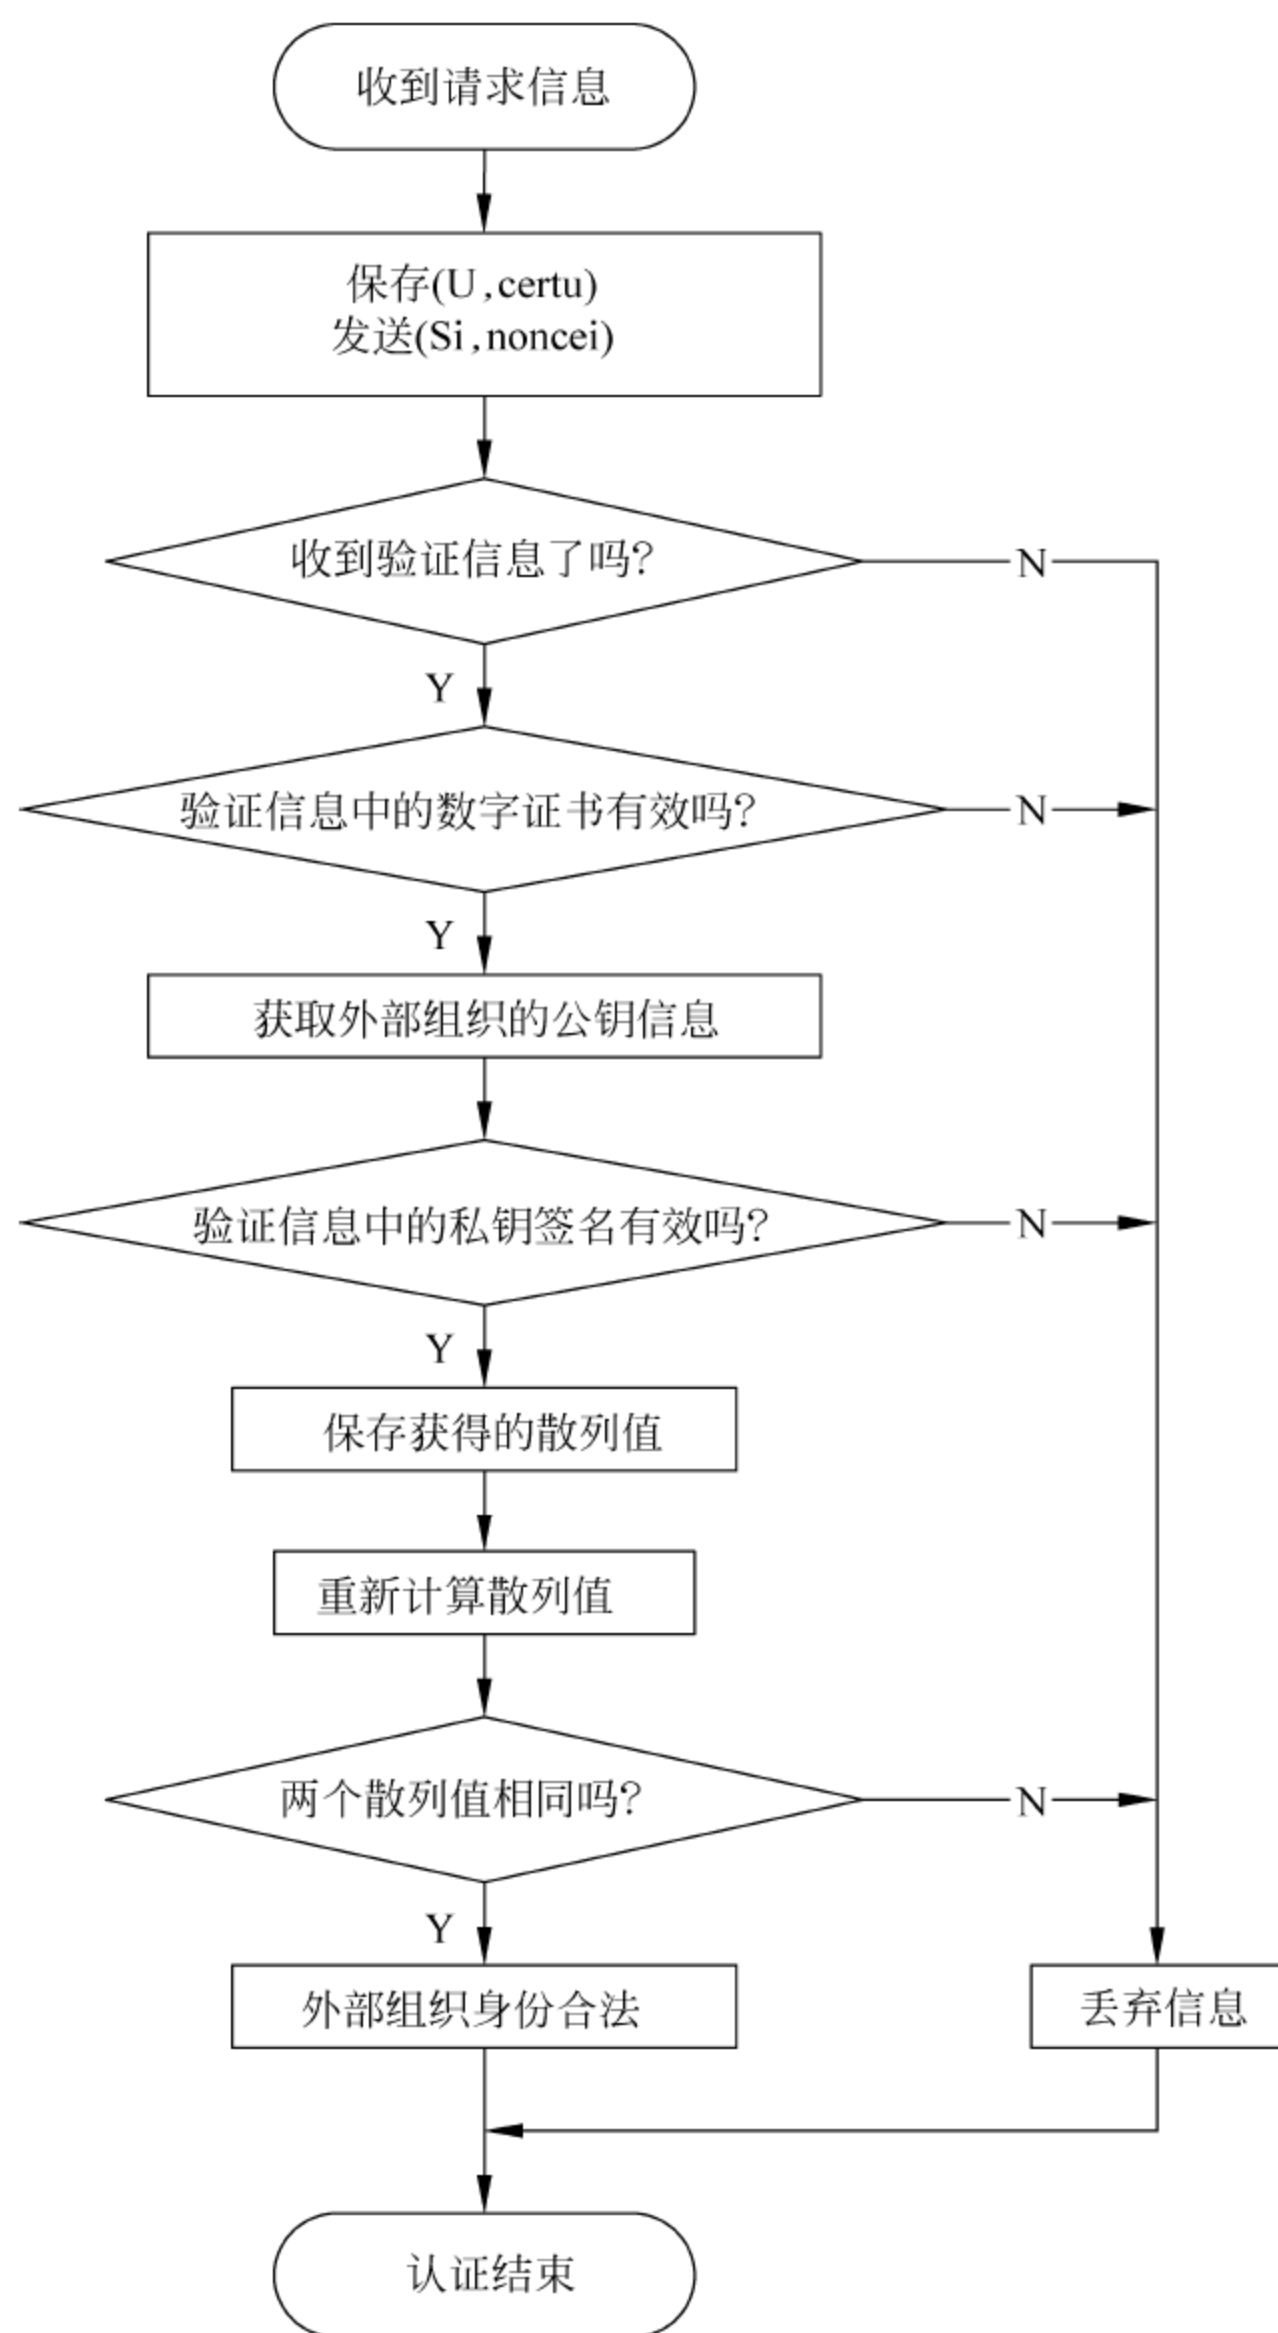 收到请求信息
保存(U,certu)
发送(Si,noncei)
收到验证信息了吗?
N
Y
验证信息中的数字证书有效吗?
N
Y
获取外部组织的公钥信息
验证信息中的私钥签名有效吗?
N
Y
保存获得的散列值
重新计算散列值
两个散列值相同吗?
N
Y
外部组织身份合法
丢弃信息
认证结束